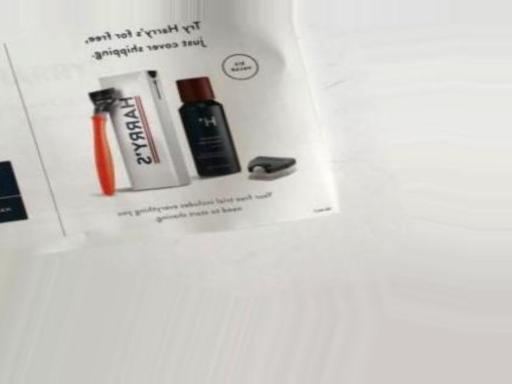 Try Harry's for free,
just cover shipping.
HARRY'S
H'
Your free trial includes everything you
need to start shaving.